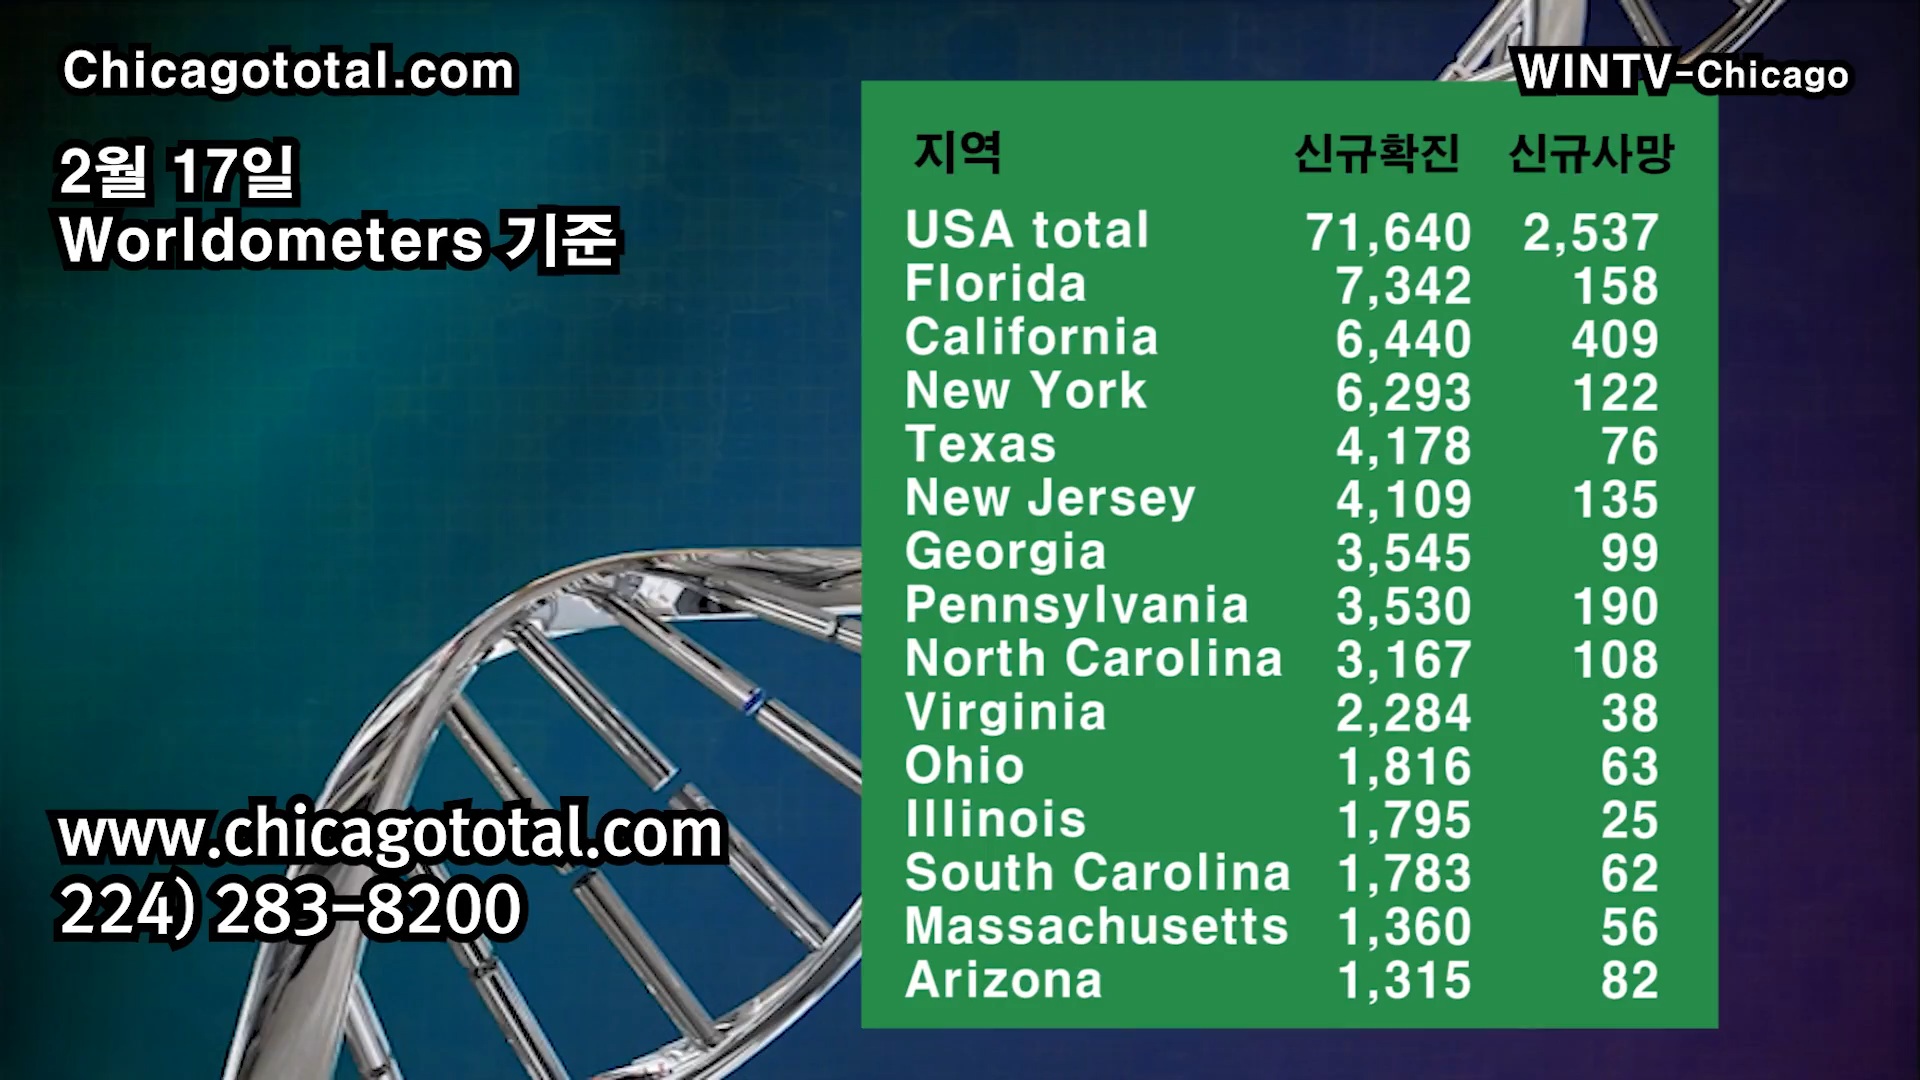 Chicagototal.com
WINTV-Chicago
2월 17일
Worldometers 기준
지역 신규확진 신규사망
USA total 71,640 2,537
Florida 7,342 158
California 6,440 409
New York 6,293 122
Texas 4,178 76
New Jersey 4,109 135
Georgia 3,545 99
Pennsylvania 3,530 190
North Carolina 3,167 108
Virginia 2,284 38
Ohio 1,816 63
Illinois 1,795 25
South Carolina 1,783 62
Massachusetts 1,360 56
Arizona 1,315 82
www.chicagototal.com
224) 283-8200